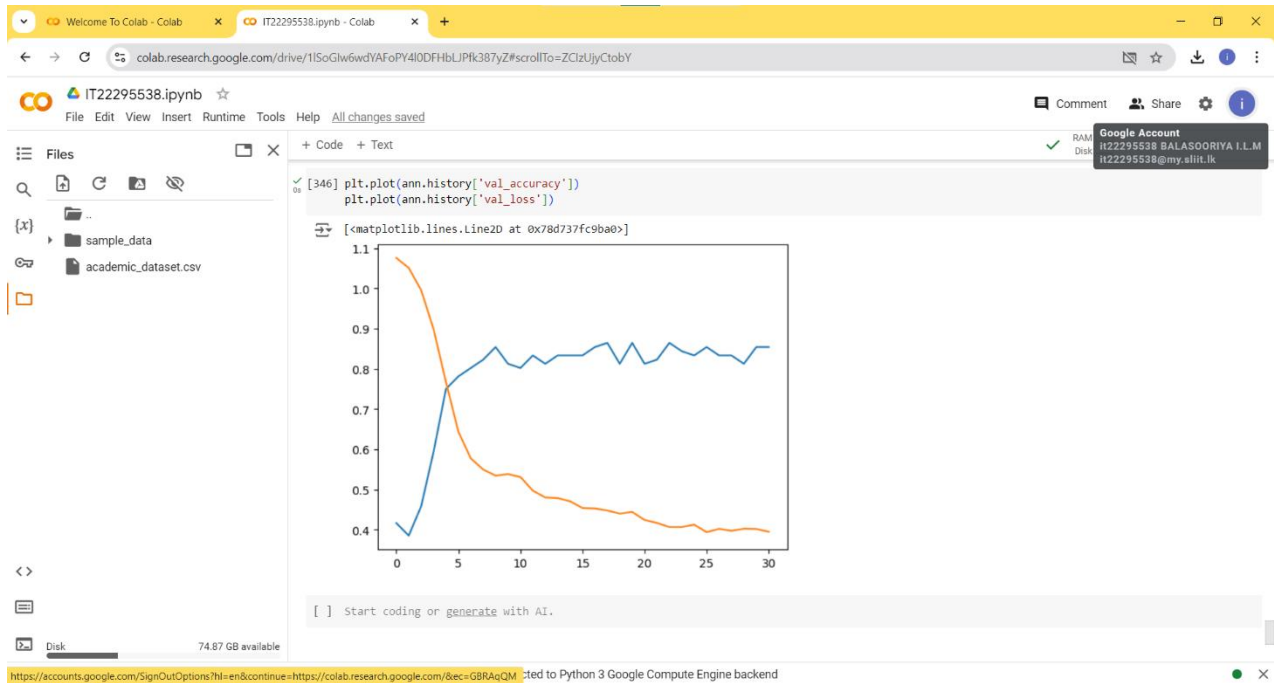 Welcome To Colab - Colab
IT22295538.ipynb - Colab
colab.research.google.com/drive/1lSoGIw6wdYAFoPY4l0DFHbLJPfk387yZ#scrollTo=ZCIzUjyCtobY
IT22295538.ipynb
File Edit View Insert Runtime Tools Help All changes saved
Comment
Share
i
Files
+ Code + Text
RAM
Disk
Google Account
it22295538 BALASOORIYA I.L.M
it22295538@my.sliit.lk
..
sample_data
academic_dataset.csv
{x}
0s
[346] plt.plot(ann.history['val_accuracy'])
plt.plot(ann.history['val_loss'])
[<matplotlib.lines.Line2D at 0x78d737fc9ba0>]
1.1
1.0
0.9
0.8
0.7
0.6
0.5
0.4
0 5 10 15 20 25 30
[ ] Start coding or generate with AI.
Disk 74.87 GB available
https://accounts.google.com/SignOutOptions?hl=en&continue=https://colab.research.google.com/&ec=GBRAqQM
cted to Python 3 Google Compute Engine backend